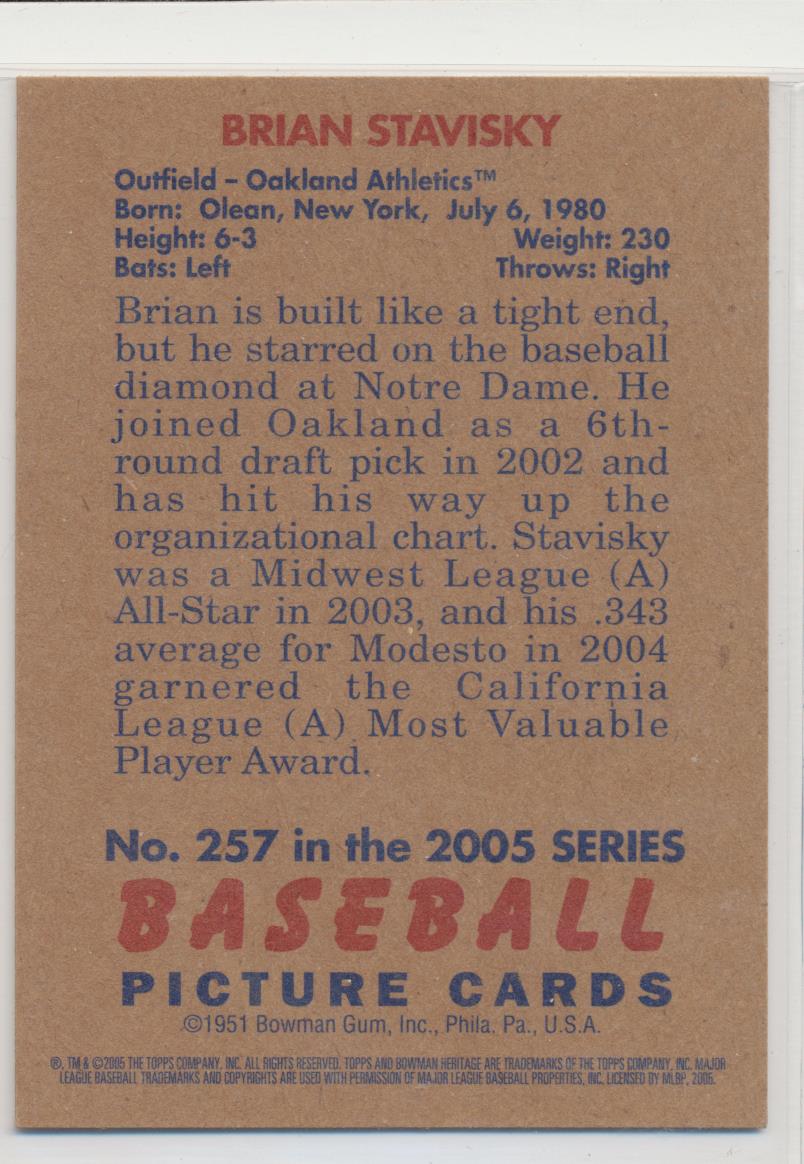 BRIAN STAVISKY
Outfield – Oakland Athletics™
Born: Olean, New York, July 6, 1980
Height: 6-3 Weight: 230
Bats: Left Throws: Right
Brian is built like a tight end,
but he starred on the baseball
diamond at Notre Dame. He
joined Oakland as a 6th-
round draft pick in 2002 and
has hit his way up the
organizational chart. Stavisky
was a Midwest League (A)
All-Star in 2003, and his .343
average for Modesto in 2004
garnered the California
League (A) Most Valuable
Player Award.
No. 257 in the 2005 SERIES
BASEBALL
PICTURE CARDS
©1951 Bowman Gum, Inc., Phila. Pa., U.S.A.
®, TM & ©2005 THE TOPPS COMPANY, INC. ALL RIGHTS RESERVED. TOPPS AND BOWMAN HERITAGE ARE TRADEMARKS OF THE TOPPS COMPANY, INC. MAJOR
LEAGUE BASEBALL TRADEMARKS AND COPYRIGHTS ARE USED WITH PERMISSION OF MAJOR LEAGUE BASEBALL PROPERTIES, INC. LICENSED BY MLBP, 2005.